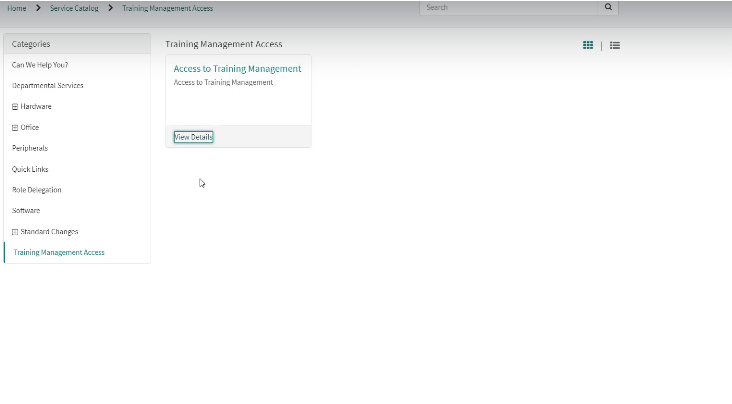 Home > Service Catalog > Training Management Access
Search
Categories
Can We Help You?
Departmental Services
Hardware
Office
Peripherals
Quick Links
Role Delegation
Software
Standard Changes
Training Management Access
Training Management Access
Access to Training Management
Access to Training Management
View Details